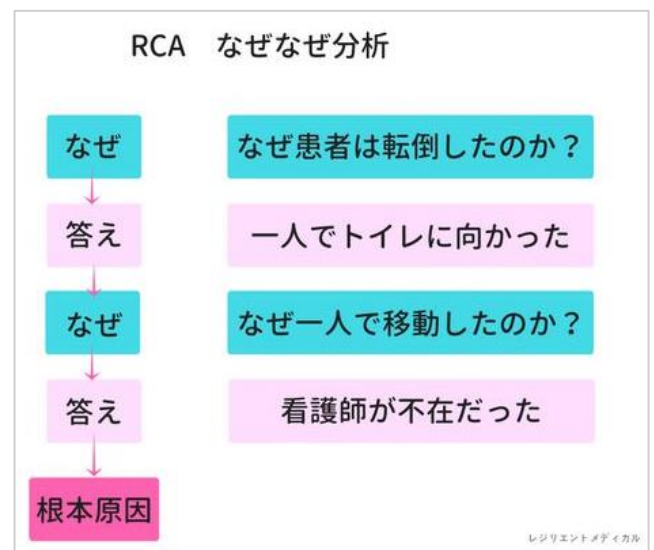 RCA なぜなぜ分析
なぜ なぜ患者は転倒したのか？
答え 一人でトイレに向かった
なぜ なぜ一人で移動したのか？
答え 看護師が不在だった
根本原因
レジリエントメディカル